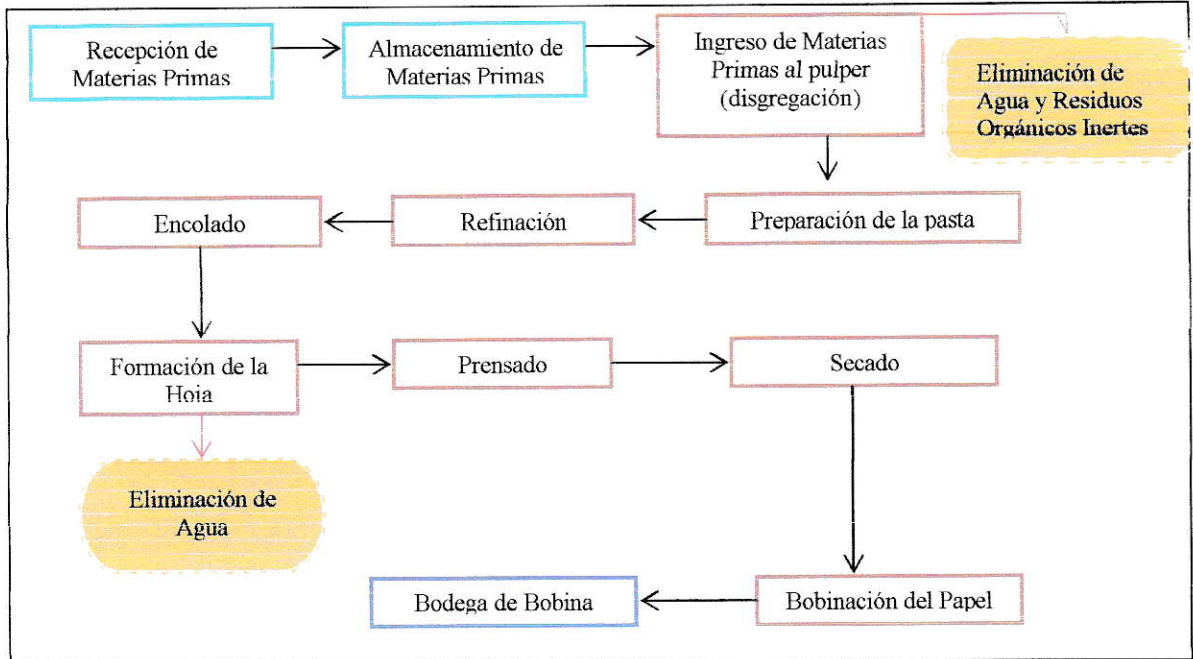 Recepción de
Materias Primas
Almacenamiento de
Materias Primas
Ingreso de Materias
Primas al pulper
(disgregación)
Eliminación de
Agua y Residuos
Orgánicos Inertes
Encolado
Refinación
Preparación de la pasta
Formación de la
Hoja
Prensado
Secado
Eliminación de
Agua
Bodega de Bobina
Bobinación del Papel